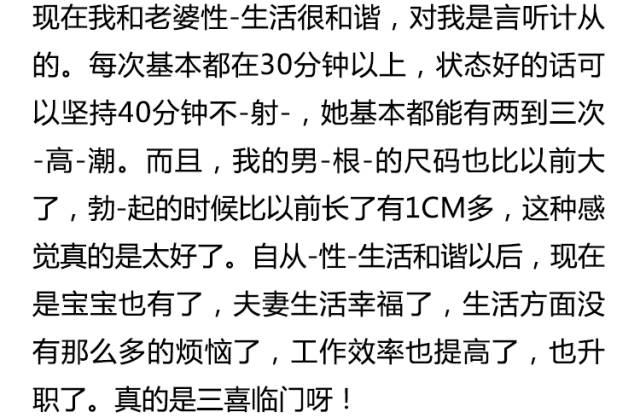 现在我和老婆性-生活很和谐，对我是言听计从
的。每次基本都在30分钟以上，状态好的话可
以坚持40分钟不-射-，她基本都能有两到三次
-高-潮。而且，我的男-根-的尺码也比以前大
了，勃-起的时候比以前长了有1CM多，这种感
觉真的是太好了。自从-性-生活和谐以后，现在
是宝宝也有了，夫妻生活幸福了，生活方面没
有那么多的烦恼了，工作效率也提高了，也升
职了。真的是三喜临门呀！